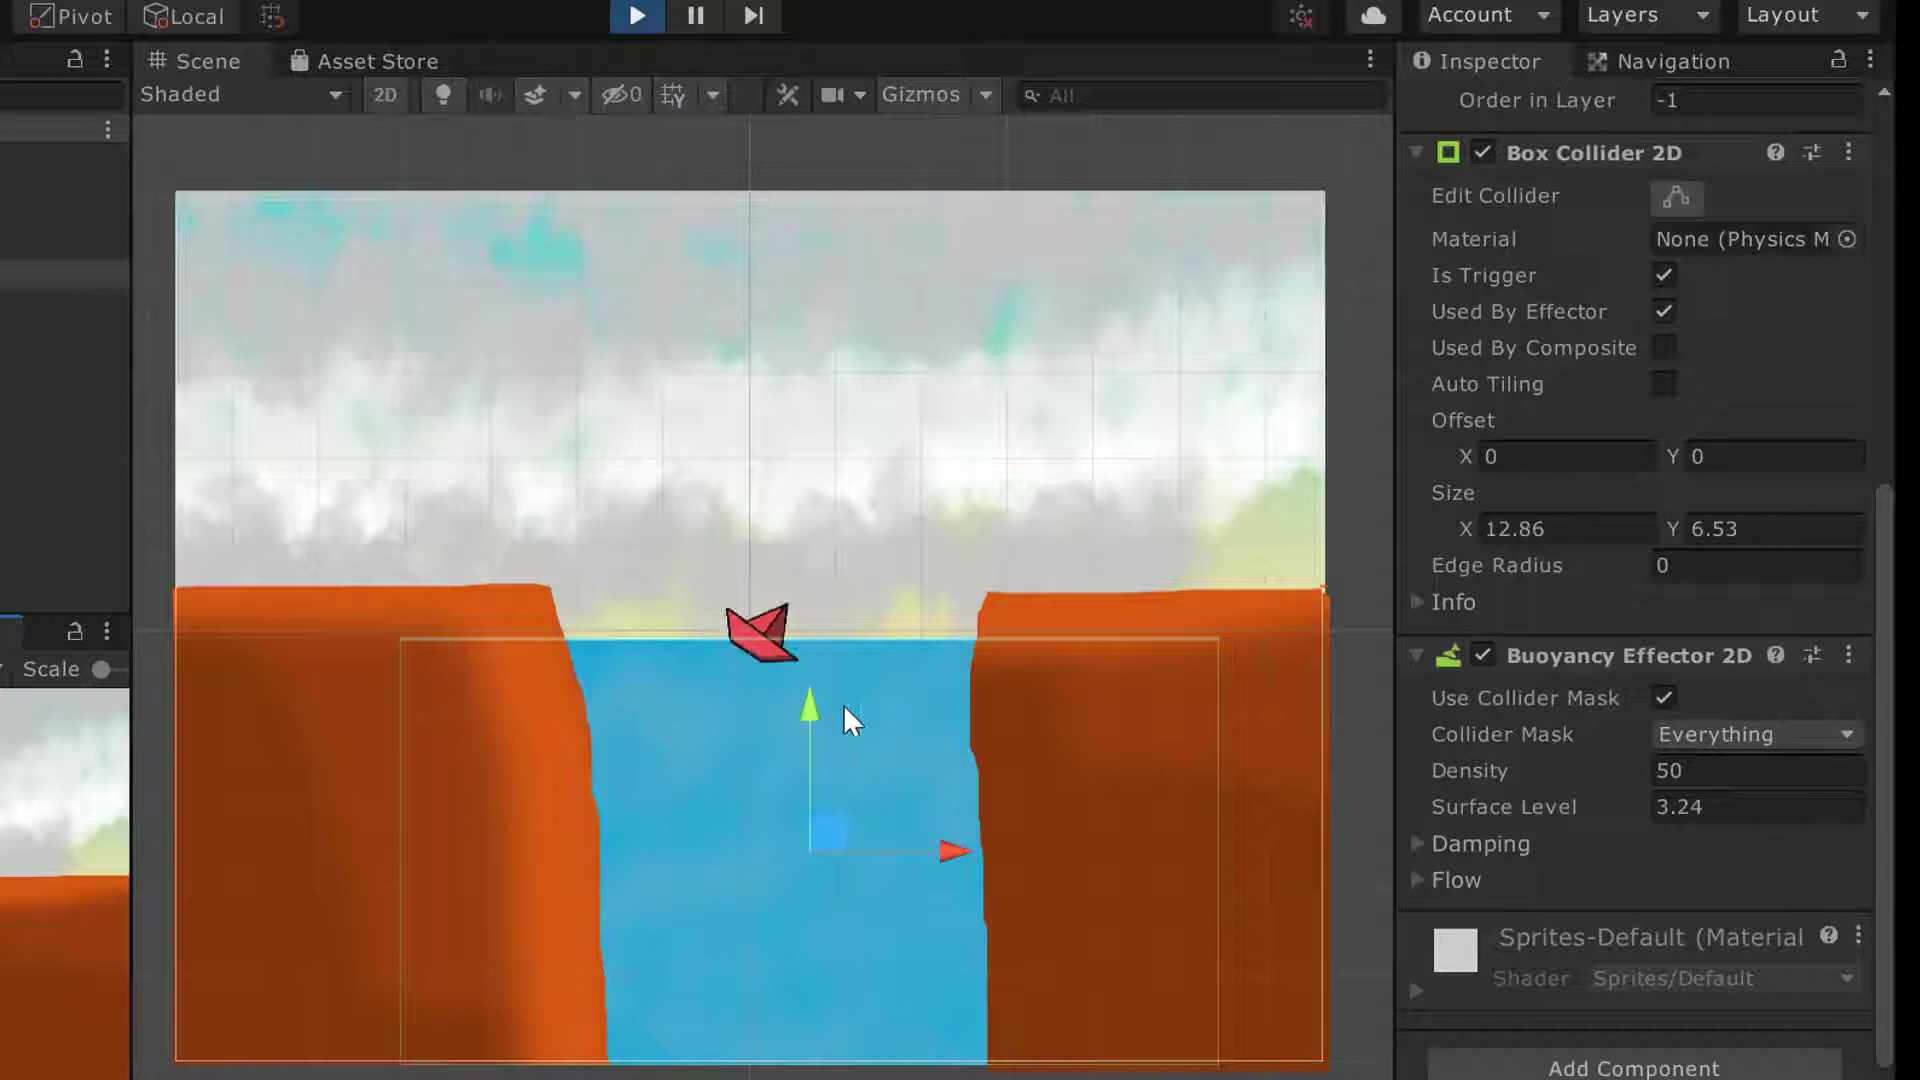 Pivot Local Account Layers Layout
Scene Asset Store
Inspector Navigation
Shaded 2D 0 Gizmos All
Order in Layer -1
Box Collider 2D
Edit Collider
Material None (Physics M
Is Trigger
Used By Effector
Used By Composite
Auto Tiling
Offset
X 0 Y 0
Size
X 12.86 Y 6.53
Edge Radius 0
Info
Buoyancy Effector 2D
Scale
Use Collider Mask
Collider Mask Everything
Density 50
Surface Level 3.24
Damping
Flow
Sprites-Default (Material
Shader Sprites/Default
Add Component